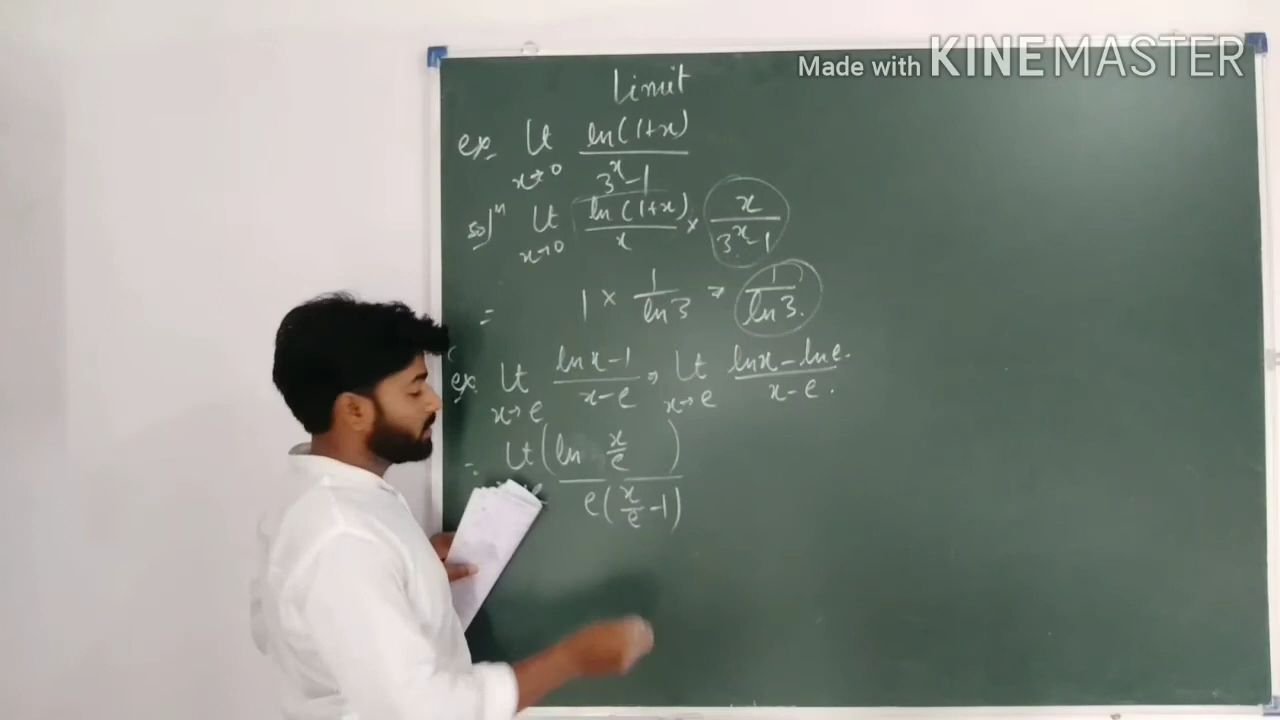 Made with KINEMASTER
Limit
ex. Lt ln(1+x)
x→0 3^x-1
sol^n Lt ln(1+x) × x
x→0 x 3^x-1
= 1 × 1/ln3 ⇒ 1/ln3.
ex. Lt lnx-1 ⇒ Lt lnx-lne.
x→e x-e x→e x-e.
= Lt (ln x/e)
e(x/e-1)